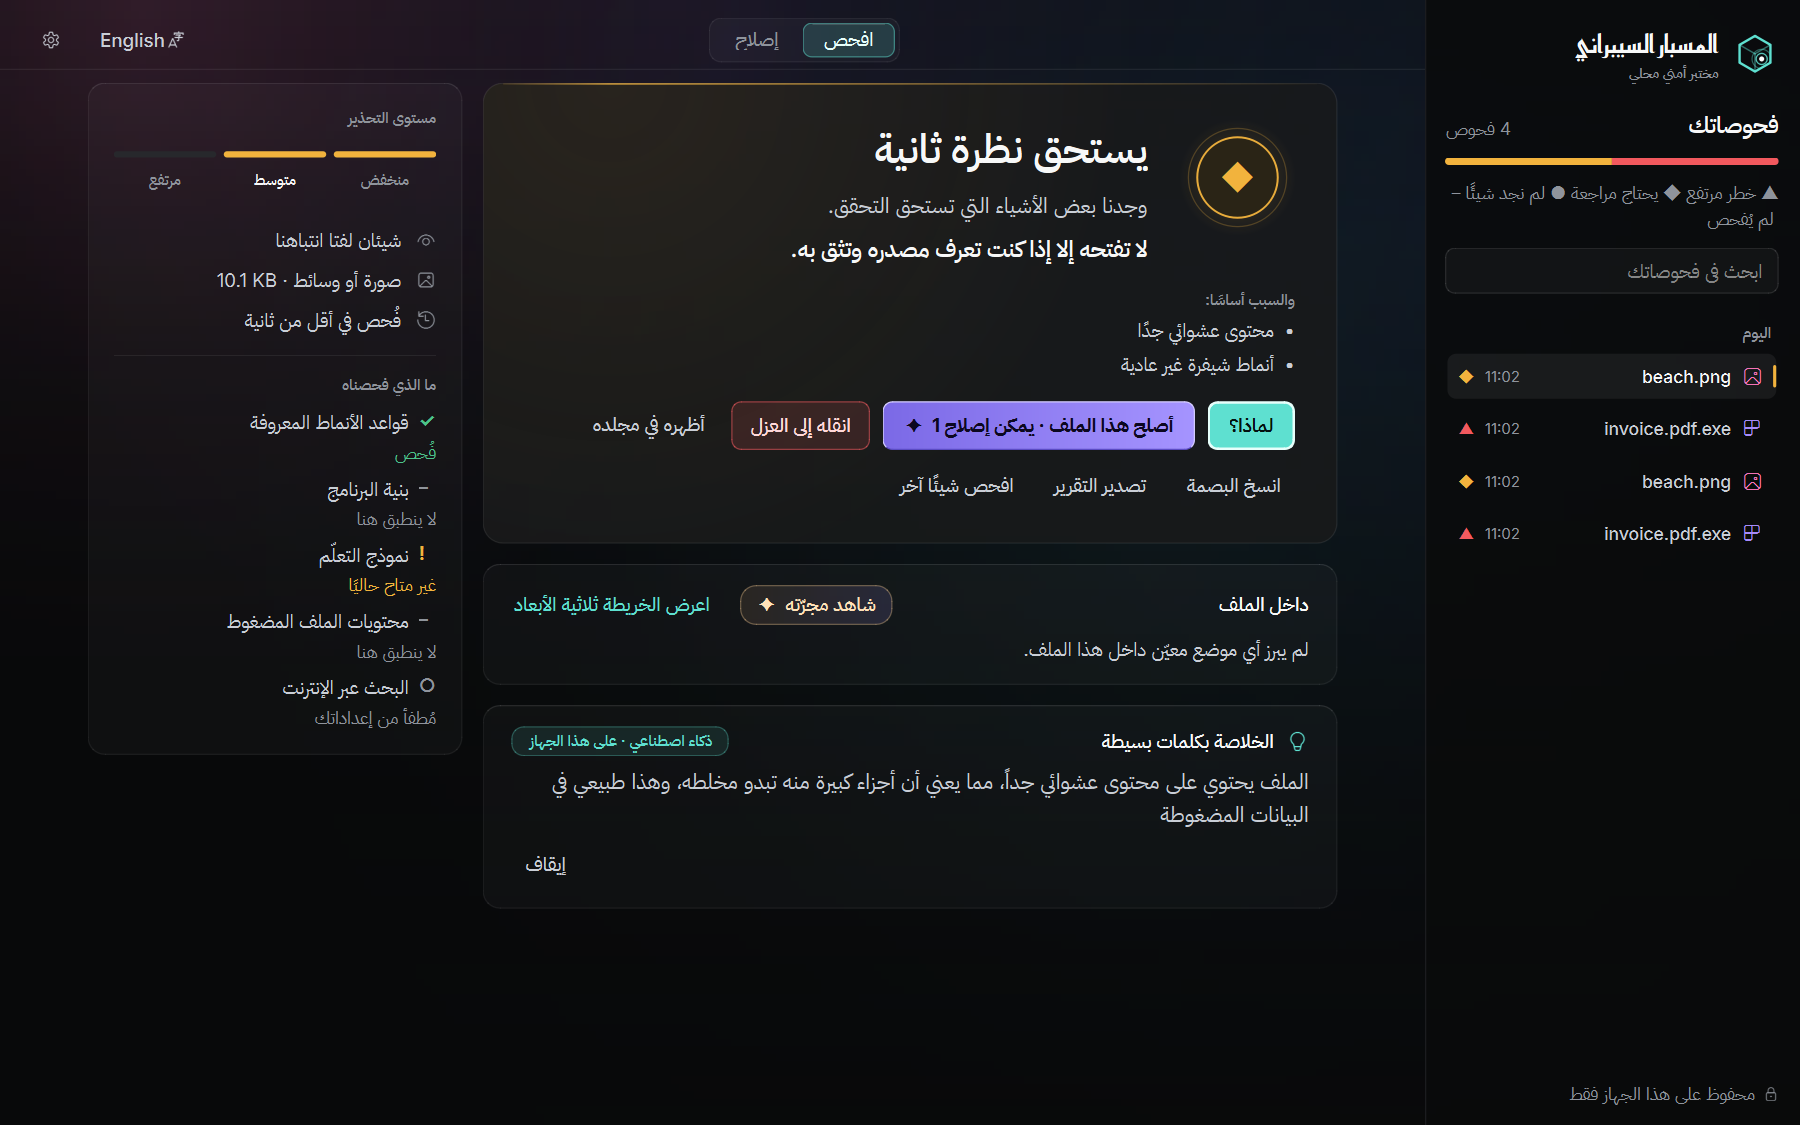 المسبار السيبراني
مختبر أمني محلي
فحوصاتك
4 فحوص
▲ خطر مرتفع ◆ يحتاج مراجعة ● لم نجد شيئًا –
لم يُفحص
ابحث في فحوصاتك
اليوم
beach.png 11:02 ◆
invoice.pdf.exe 11:02 ▲
beach.png 11:02 ◆
invoice.pdf.exe 11:02 ▲
محفوظ على هذا الجهاز فقط
افحص
إصلاح
English
يستحق نظرة ثانية
وجدنا بعض الأشياء التي تستحق التحقق.
لا تفتحه إلا إذا كنت تعرف مصدره وتثق به.
والسبب أساسًا:
• محتوى عشوائي جدًا
• أنماط شيفرة غير عادية
لماذا؟
أصلح هذا الملف · يمكن إصلاح 1 ✦
انقله إلى العزل
أظهره في مجلده
انسخ البصمة
تصدير التقرير
افحص شيئًا آخر
داخل الملف
شاهد مجرّته ✦
اعرض الخريطة ثلاثية الأبعاد
لم يبرز أي موضع معيّن داخل هذا الملف.
الخلاصة بكلمات بسيطة
ذكاء اصطناعي · على هذا الجهاز
الملف يحتوي على محتوى عشوائي جداً، مما يعني أن أجزاء كبيرة منه تبدو مخلطه، وهذا طبيعي في
البيانات المضغوطة
إيقاف
مستوى التحذير
منخفض
متوسط
مرتفع
شيئان لفتا انتباهنا
صورة أو وسائط · 10.1 KB
فُحص في أقل من ثانية
ما الذي فحصناه
✓ قواعد الأنماط المعروفة
فُحص
– بنية البرنامج
لا ينطبق هنا
! نموذج التعلّم
غير متاح حاليًا
– محتويات الملف المضغوط
لا ينطبق هنا
○ البحث عبر الإنترنت
مُطفأ من إعداداتك